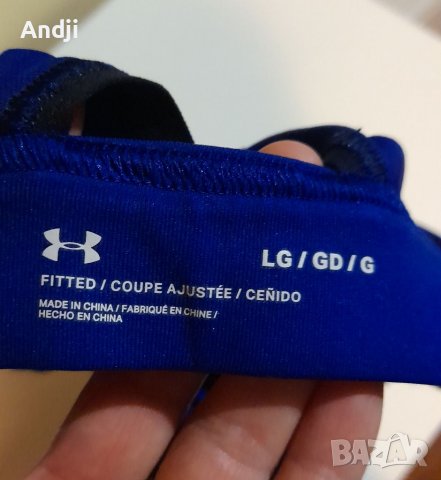 Andji
LG / GD / G
FITTED / COUPE AJUSTÉE / CEÑIDO
MADE IN CHINA / FABRIQUÉ EN CHINE /
HECHO EN CHINA
BAZAR